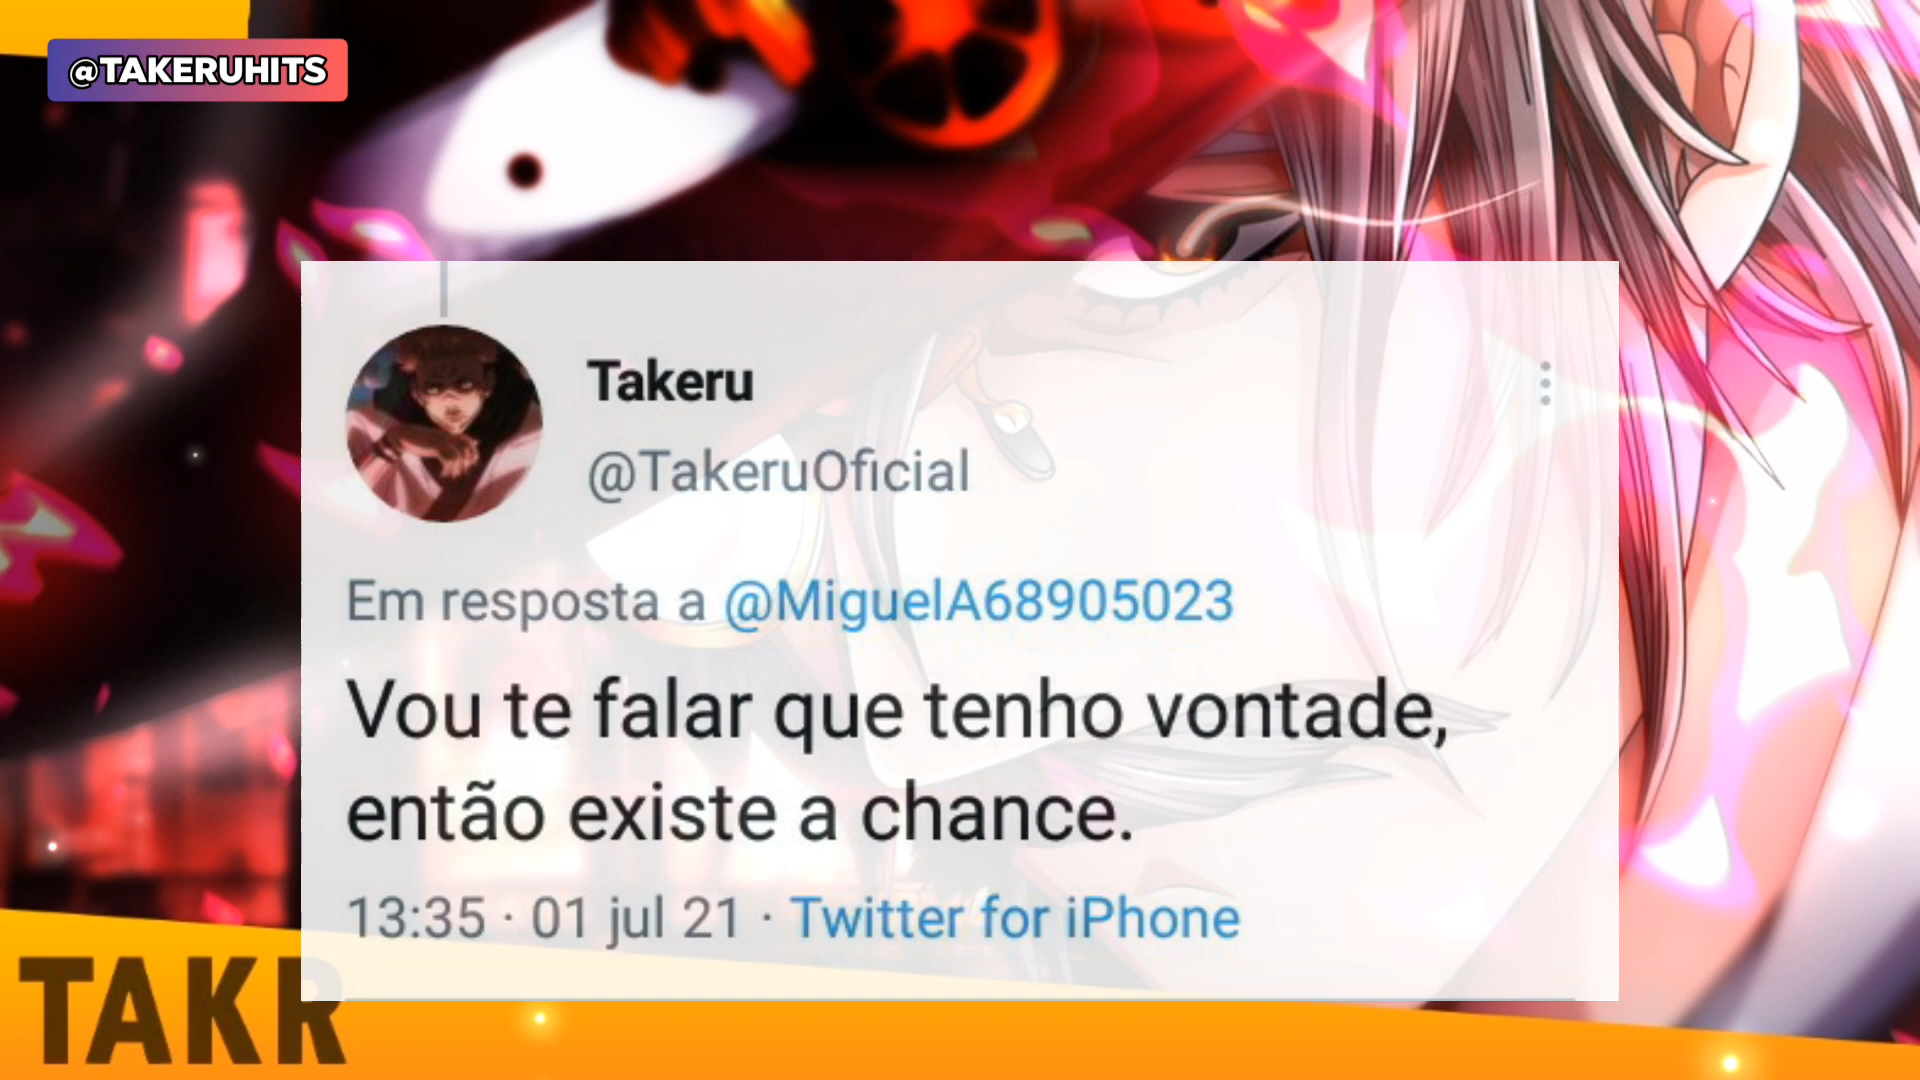 @TAKERUHITS
Takeru
@TakeruOficial
Em resposta a @MiguelA68905023
Vou te falar que tenho vontade,
então existe a chance.
13:35 · 01 jul 21 · Twitter for iPhone
TAKR